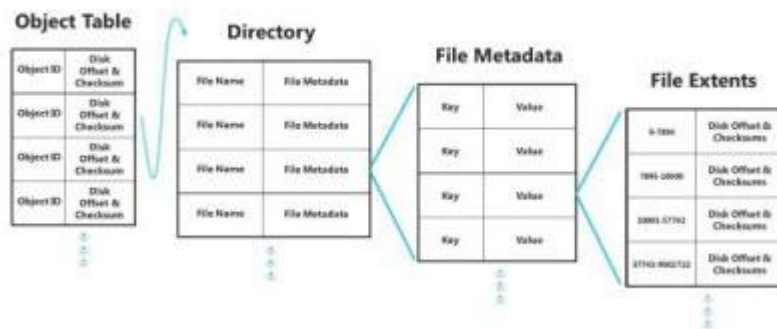 Object Table
Object ID
Disk
Offset &
Checksum
Object ID
Disk
Offset &
Checksum
Object ID
Disk
Offset &
Checksum
Object ID
Disk
Offset &
Checksum
Directory
File Name File Metadata
File Name File Metadata
File Name File Metadata
File Name File Metadata
File Metadata
Key Value
Key Value
Key Value
Key Value
File Extents
Disk Offset &
Checksums
Disk Offset &
Checksums
Disk Offset &
Checksums
Disk Offset &
Checksums